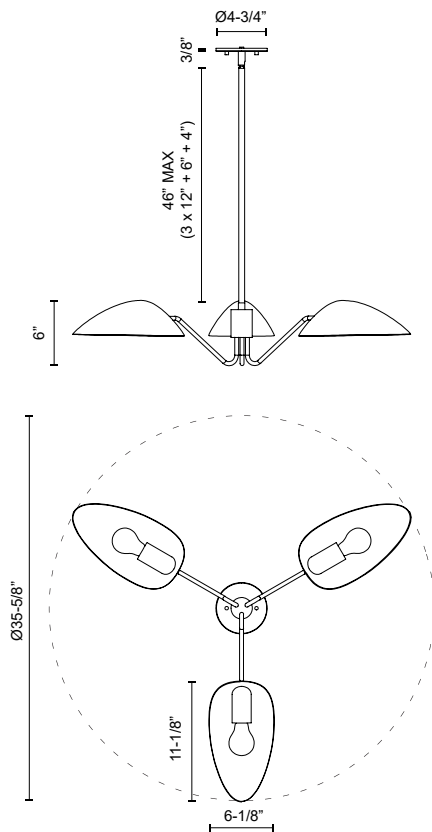 Ø4-3/4"
3/8"
46" MAX
(3 x 12" + 6" + 4")
6"
Ø35-5/8"
11-1/8"
6-1/8"